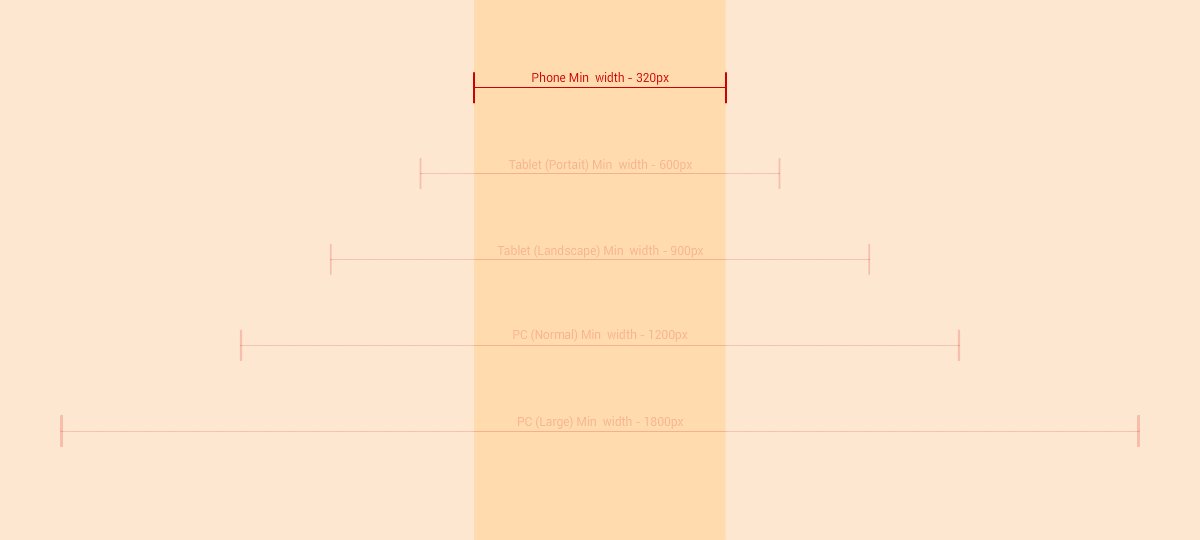 Phone Min  width - 320px
Tablet (Portait) Min  width - 600px
Tablet (Landscape) Min  width - 900px
PC (Normal) Min  width - 1200px
PC (Large) Min  width - 1800px